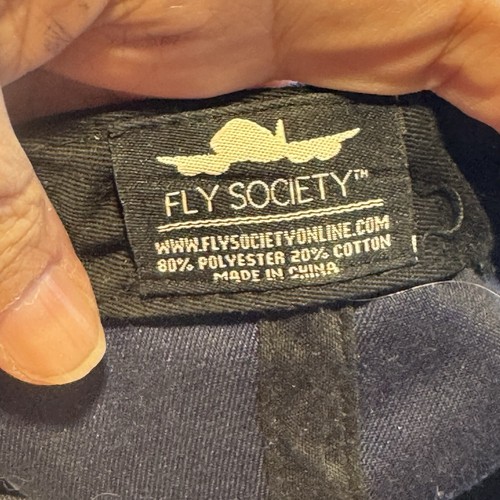 FLY SOCIETY™
WWW.FLYSOCIETYONLINE.COM
80% POLYESTER 20% COTTON
MADE IN CHINA